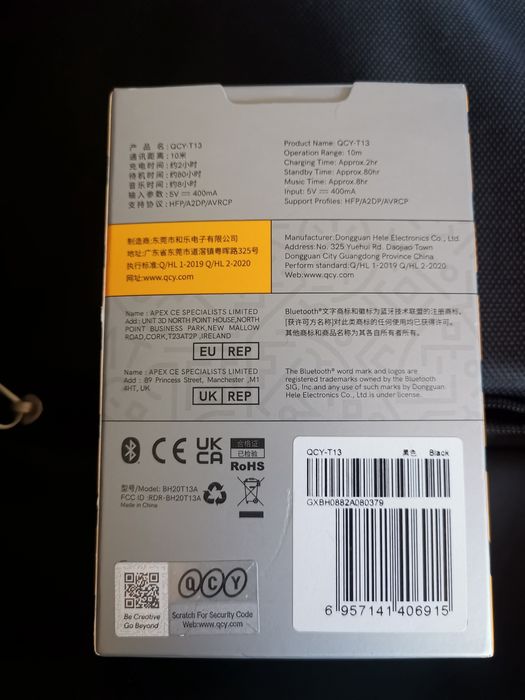 产 品 名 : QCY-T13
通讯距离 : 10米
充电时间 : 约2小时
待机时间 : 约80小时
音乐时间 : 约8小时
输入参数 : 5V ⎓ 400mA
支持协议 : HFP/A2DP/AVRCP
Product Name: QCY-T13
Operation Range: 10m
Charging Time: Approx.2hr
Standby Time: Approx.80hr
Music Time: Approx.8hr
Input: 5V ⎓ 400mA
Support Profiles: HFP/A2DP/AVRCP
制造商:东莞市和乐电子有限公司
地址:广东省东莞市道滘镇粤晖路325号
执行标准:Q/HL 1-2019 Q/HL 2-2020
网址:www.qcy.com
Manufacturer:Dongguan Hele Electronics Co., Ltd.
Address: No. 325 Yuehui Rd. Daojiao Town
Dongguan City Guangdong Province China
Perform standard:Q/HL 1-2019 Q/HL 2-2020
Web:www.qcy.com
Name : APEX CE SPECIALISTS LIMITED
Add : UNIT 3D NORTH POINT HOUSE,NORTH
POINT BUSINESS PARK,NEW MALLOW
ROAD,CORK,T23AT2P ,IRELAND
EU REP
Name : APEX CE SPECIALISTS LIMITED
Add : 89 Princess Street, Manchester ,M1
4HT, UK
UK REP
Bluetooth®文字商标和徽标为蓝牙技术联盟的注册商标,
[获许可方名称]对此类商标的任何使用均已获得许可。
其他商标和商品名称为其各自所有者所有。
The Bluetooth® word mark and logos are
registered trademarks owned by the Bluetooth
SIG, Inc.and any use of such marks by Dongguan
Hele Electronics Co., Ltd.is under license.
CE
UK
CA
合格证
已检验
RoHS
型号/Model: BH20T13A
FCC ID :RDR-BH20T13A
Made in China
QCY-T13 黑色 Black
GXBH0882A080379
6 957141 406915
Be Creative
Go Beyond
QCY
Scratch For Security Code
Web:www.qcy.com